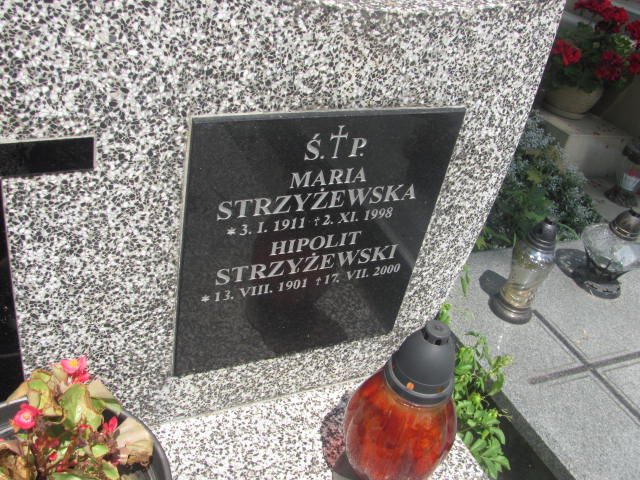 Ś.†P.
MARIA
STRZYŻEWSKA
* 3. I. 1911 † 2. XI. 1998
HIPOLIT
STRZYŻEWSKI
* 13. VIII. 1901 † 17. VII. 2000